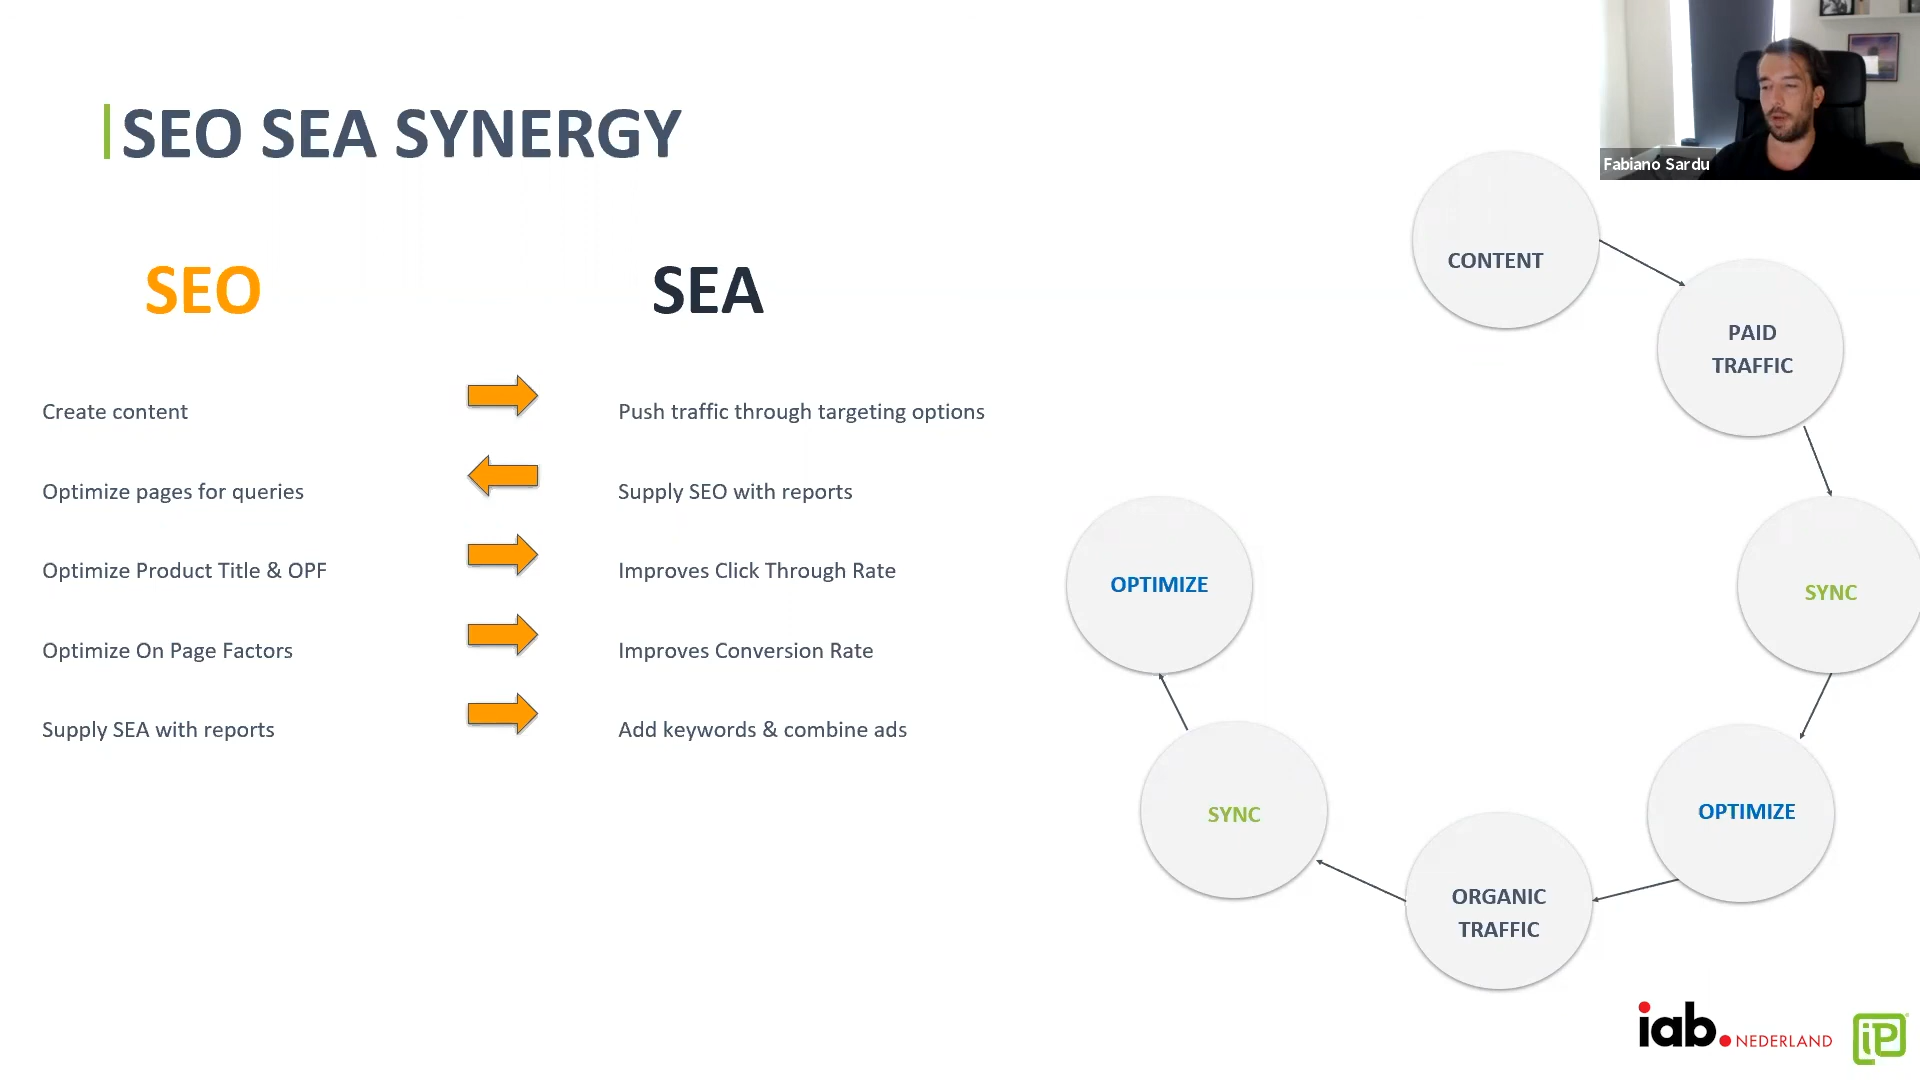 SEO SEA SYNERGY
Fabiano Sardu
SEO
SEA
Create content
Push traffic through targeting options
Optimize pages for queries
Supply SEO with reports
Optimize Product Title & OPF
Improves Click Through Rate
Optimize On Page Factors
Improves Conversion Rate
Supply SEA with reports
Add keywords & combine ads
CONTENT
PAID
TRAFFIC
SYNC
OPTIMIZE
ORGANIC
TRAFFIC
SYNC
OPTIMIZE
iab.NEDERLAND
iP